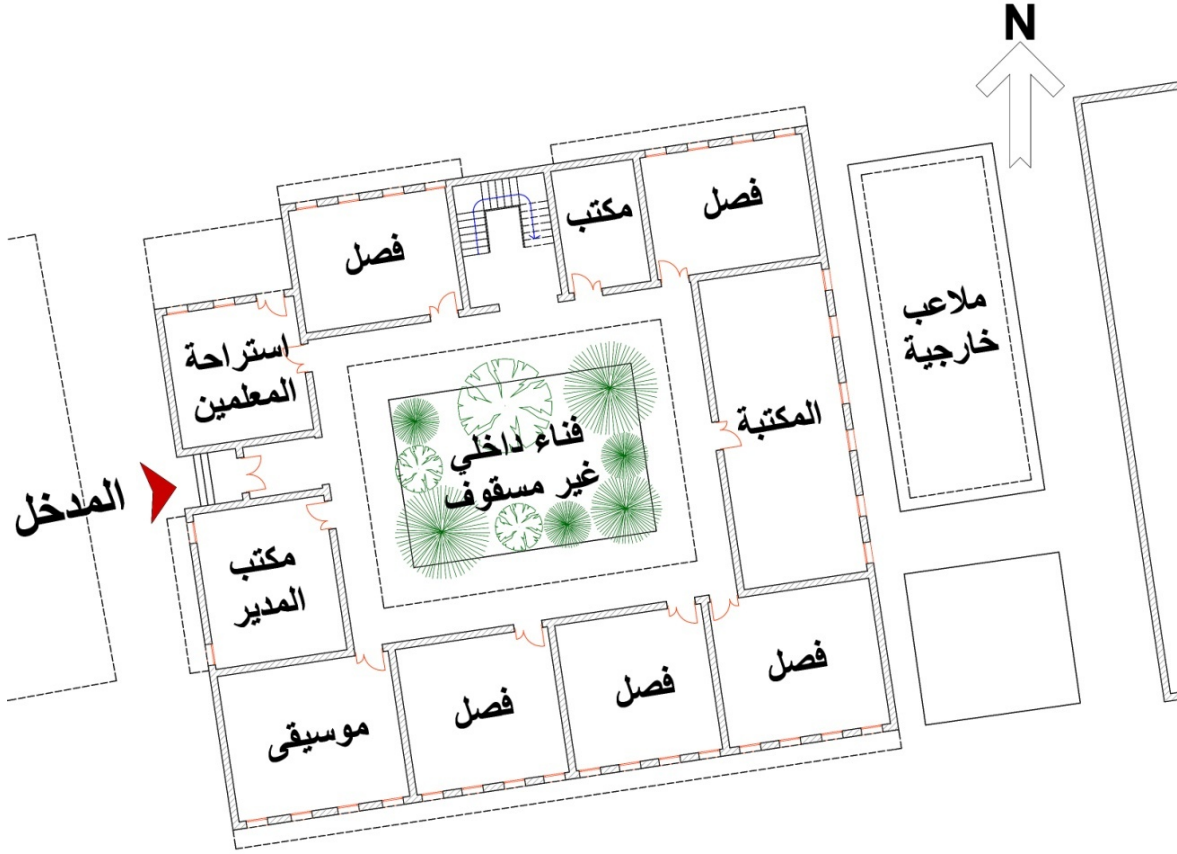 N
فصل
مكتب
فصل
ملاعب
خارجية
استراحة
المعلمين
فناء داخلي
غير مسقوف
المكتبة
المدخل
مكتب
المدير
موسيقى
فصل
فصل
فصل